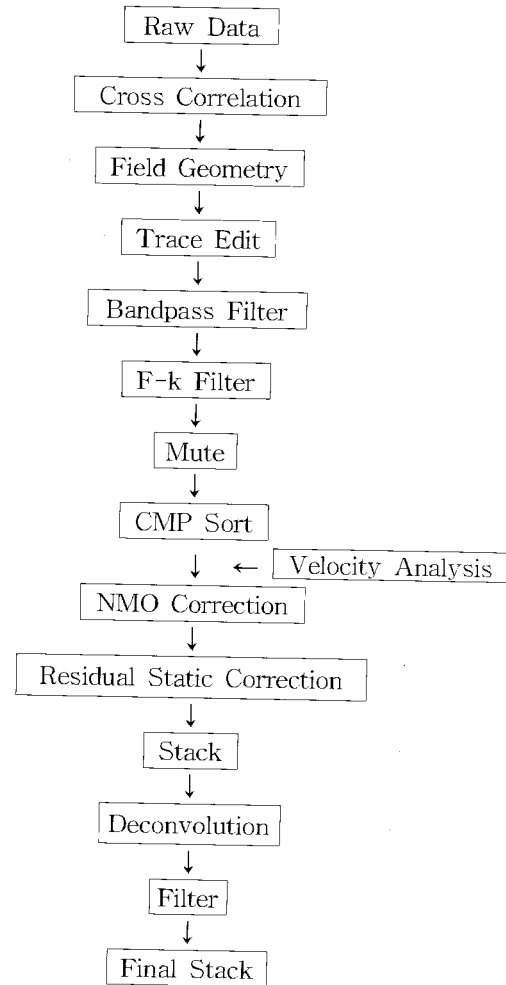 Raw Data
Cross Correlation
Field Geometry
Trace Edit
Bandpass Filter
F-k Filter
Mute
CMP Sort
Velocity Analysis
NMO Correction
Residual Static Correction
Stack
Deconvolution
Filter
Final Stack